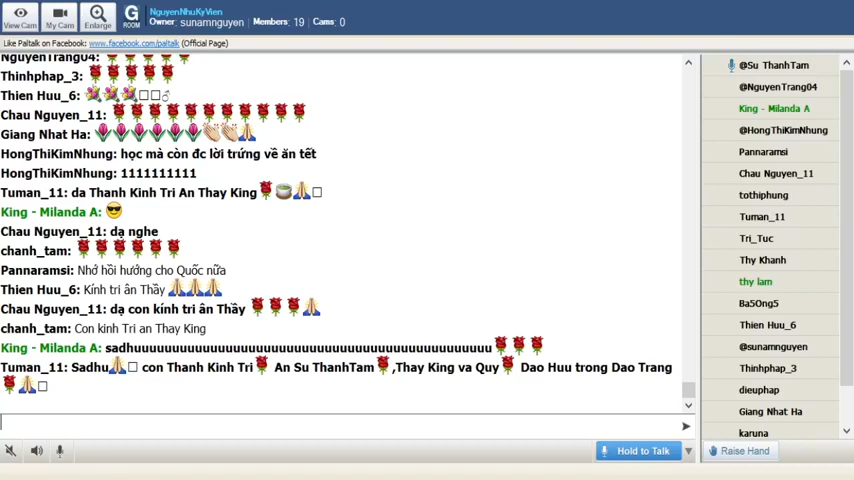 View Cam
My Cam
Enlarge
G
ROOM
NguyenNhuKyVien
Owner: sunamnguyen Members: 19 Cams: 0
Like Paltalk on Facebook: www.facebook.com/paltalk (Official Page)
NguyenTrang04:
Thinhphap_3:
Thien Huu_6:
Chau Nguyen_11:
Giang Nhat Ha:
HongThiKimNhung: học mà còn đc lời trứng về ăn tết
HongThiKimNhung: 1111111111
Tuman_11: da Thanh Kinh Tri An Thay King
King - Milanda A:
Chau Nguyen_11: dạ nghe
chanh_tam:
Pannaramsi: Nhớ hồi hướng cho Quốc nữa
Thien Huu_6: Kính tri ân Thầy
Chau Nguyen_11: dạ con kính tri ân Thầy
chanh_tam: Con kinh Tri an Thay King
King - Milanda A: sadhuuuuuuuuuuuuuuuuuuuuuuuuuuuuuuuuuuuuuuuuuuuuuuu
Tuman_11: Sadhu con Thanh Kinh Tri An Su ThanhTam ,Thay King va Quy Dao Huu trong Dao Trang
Hold to Talk
@Su ThanhTam
@NguyenTrang04
King - Milanda A
@HongThiKimNhung
Pannaramsi
Chau Nguyen_11
tothiphung
Tuman_11
Tri_Tuc
Thy Khanh
thy lam
Ba5Ong5
Thien Huu_6
@sunamnguyen
Thinhphap_3
dieuphap
Giang Nhat Ha
karuna
Raise Hand